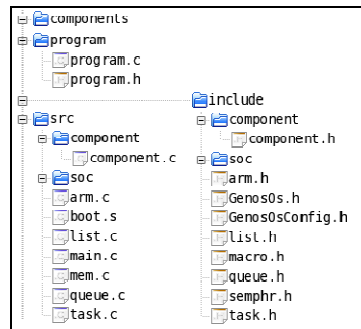 components
program
program.c
program.h
src
component
component.c
soc
arm.c
boot.s
list.c
main.c
mem.c
queue.c
task.c
include
component
component.h
soc
arm.h
GenosOs.h
GenosOsConfig.h
list.h
macro.h
queue.h
semphr.h
task.h